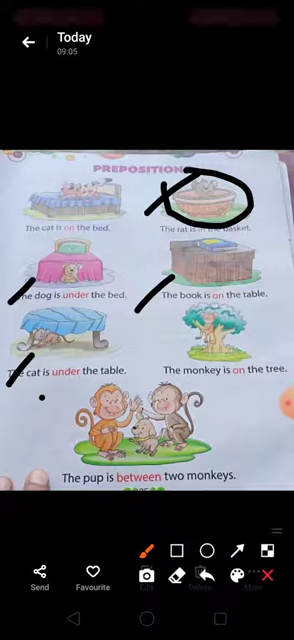 Today
09:05
PREPOSITION
The cat is on the bed.
The rat is in the basket.
The dog is under the bed.
The book is on the table.
The cat is under the table.
The monkey is on the tree.
The pup is between two monkeys.
Send
Favourite